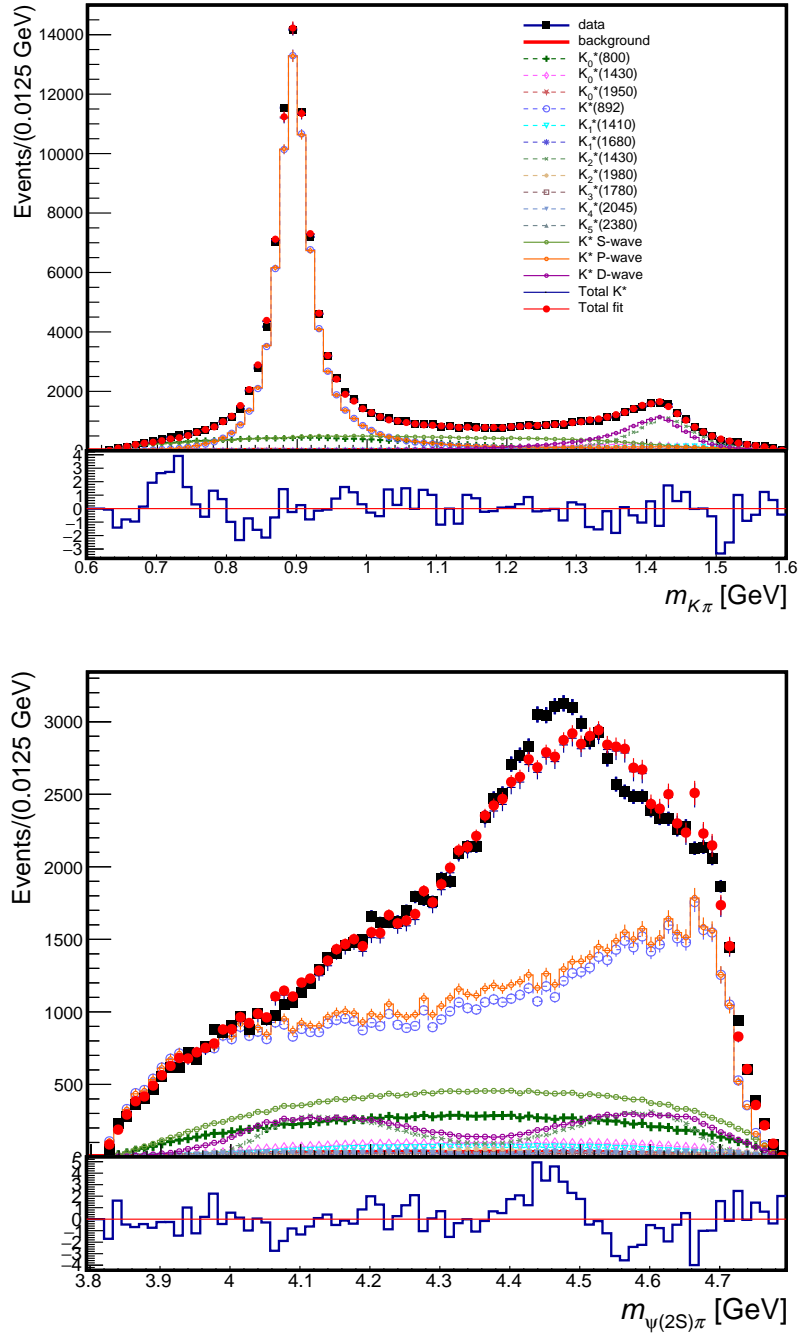 Events/(0.0125 GeV)
14000
12000
10000
8000
6000
4000
2000
data
background
K0*(800)
K0*(1430)
K0*(1950)
K*(892)
K1*(1410)
K1*(1680)
K2*(1430)
K2*(1980)
K3*(1780)
K4*(2045)
K5*(2380)
K* S-wave
K* P-wave
K* D-wave
Total K*
Total fit
4
3
2
1
0
−1
−2
−3
0.6 0.7 0.8 0.9 1 1.1 1.2 1.3 1.4 1.5 1.6
mKπ [GeV]
Events/(0.0125 GeV)
3000
2500
2000
1500
1000
500
5
4
3
2
1
0
−1
−2
−3
−4
3.8 3.9 4 4.1 4.2 4.3 4.4 4.5 4.6 4.7
mψ(2S)π [GeV]